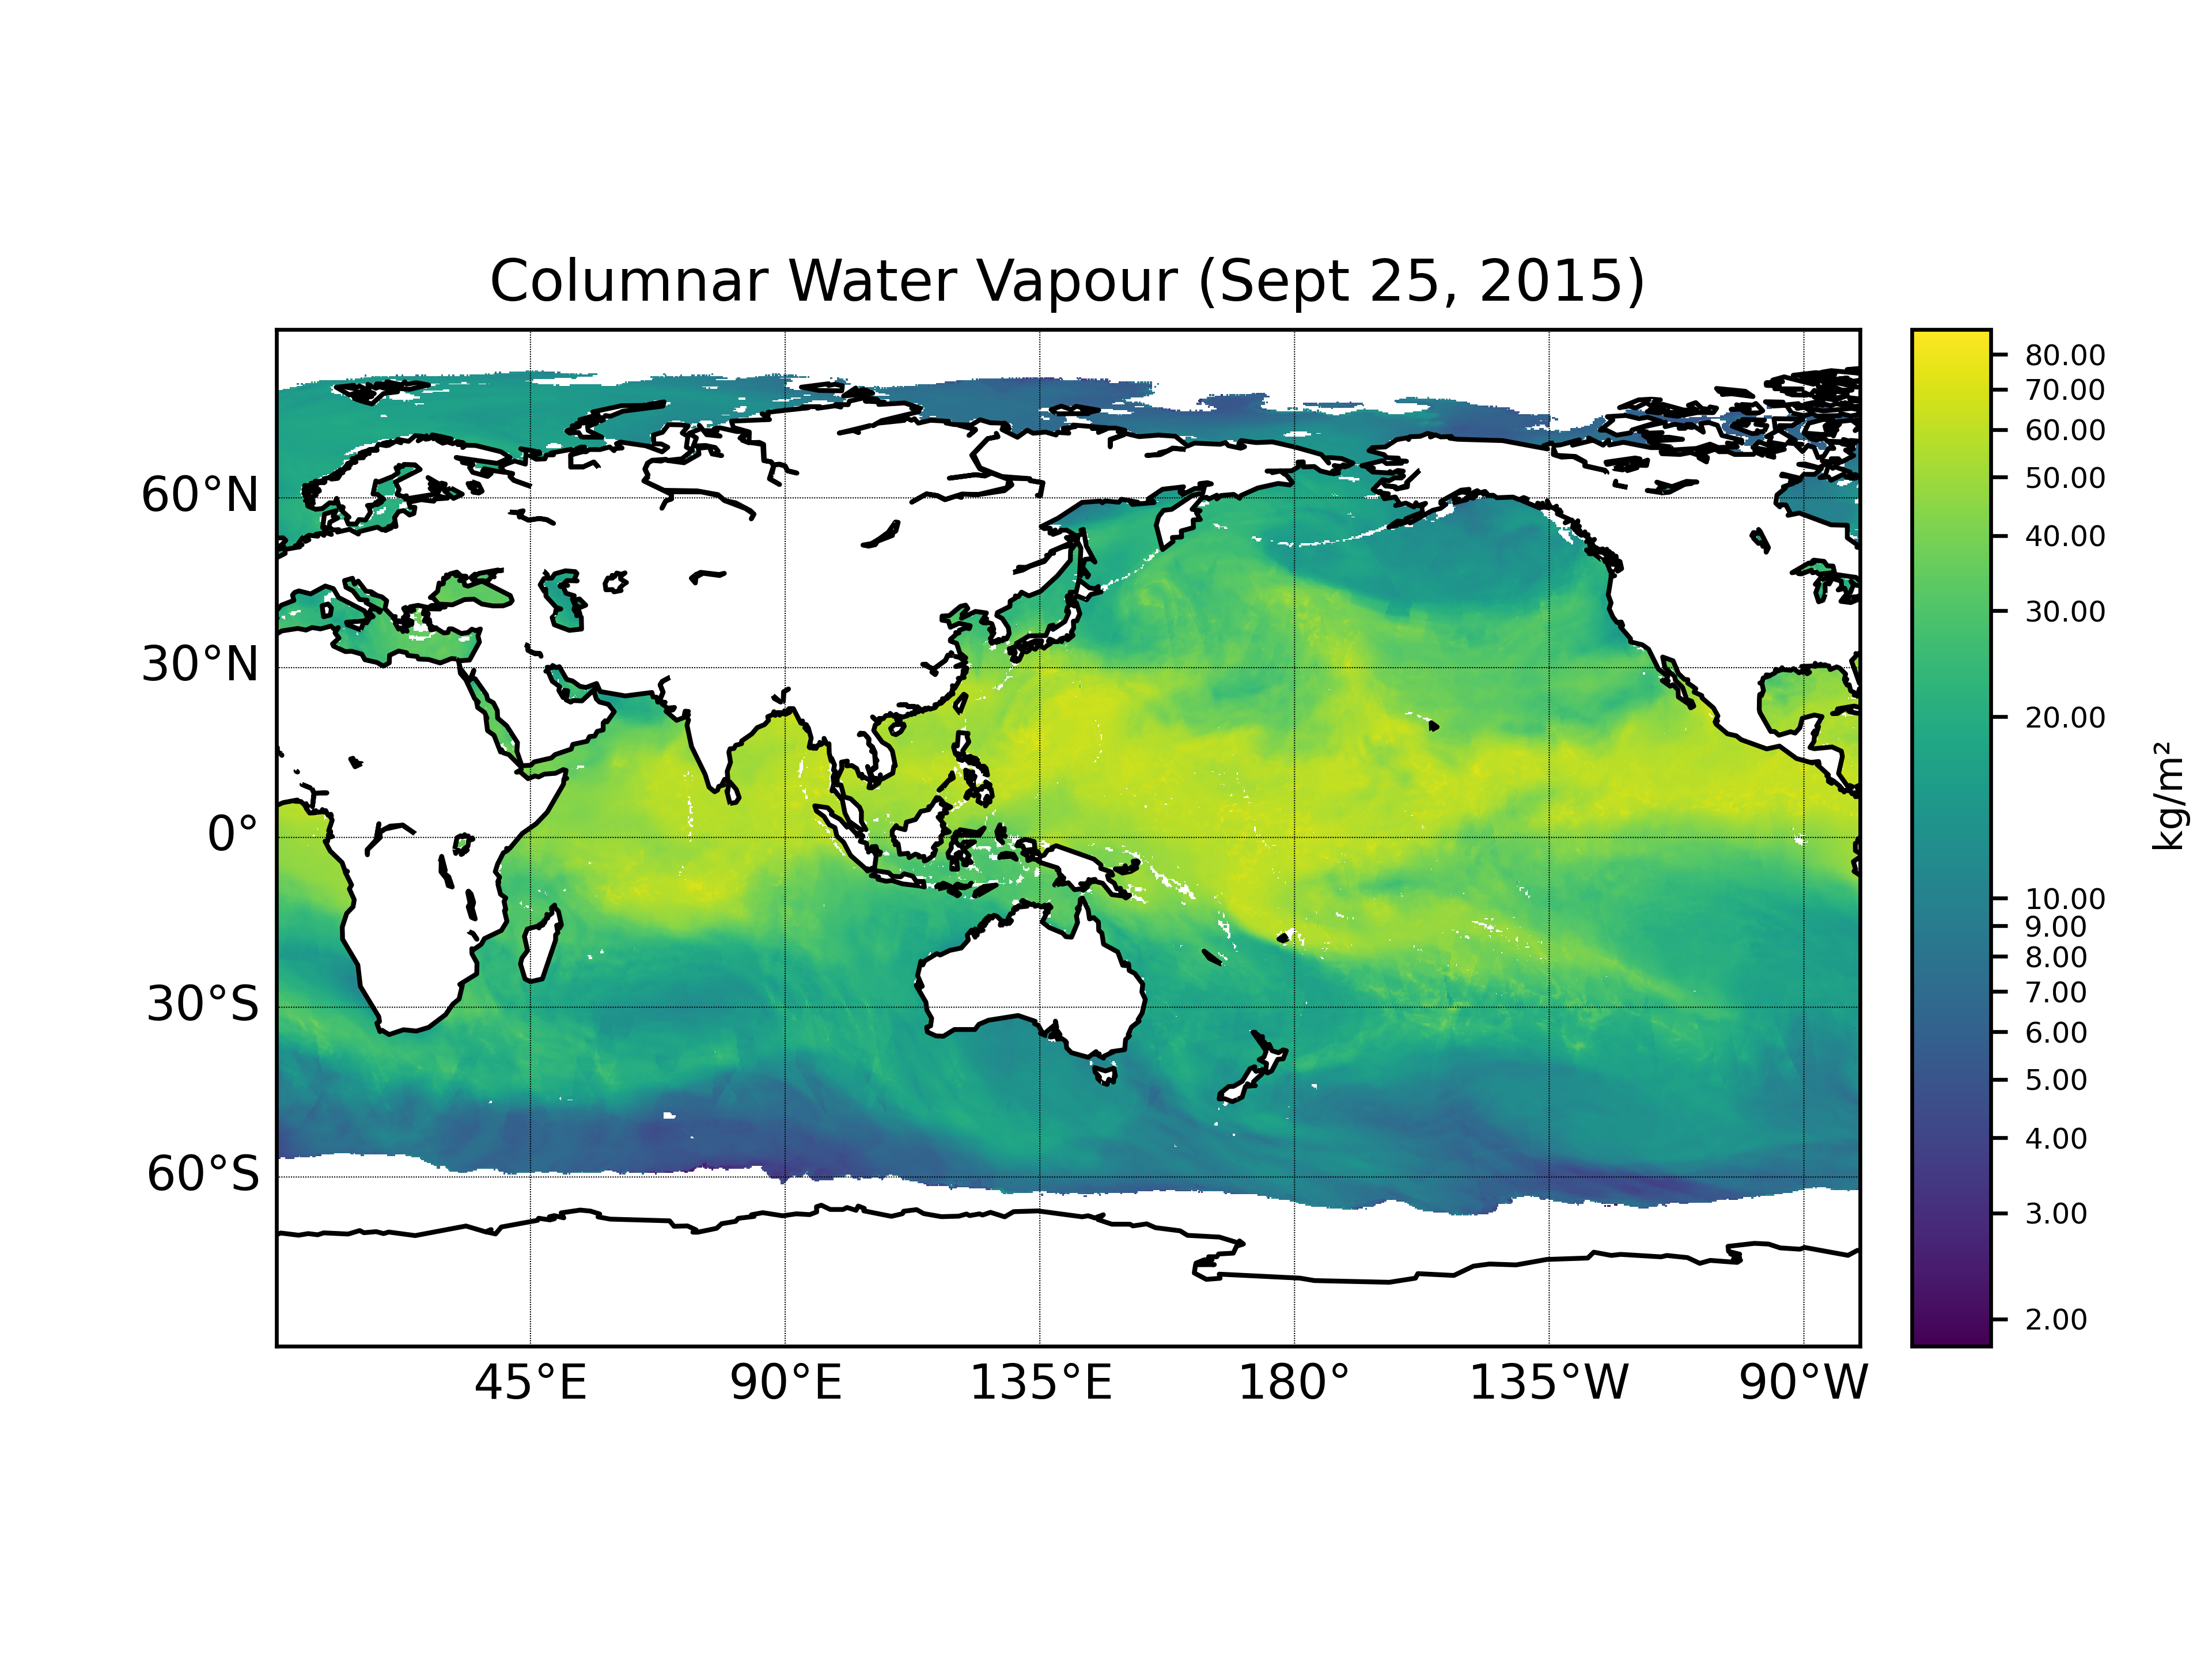 Columnar Water Vapour (Sept 25, 2015)
60°N
30°N
0°
30°S
60°S
45°E
90°E
135°E
180°
135°W
90°W
80.00
70.00
60.00
50.00
40.00
30.00
20.00
10.00
9.00
8.00
7.00
6.00
5.00
4.00
3.00
2.00
kg/m²